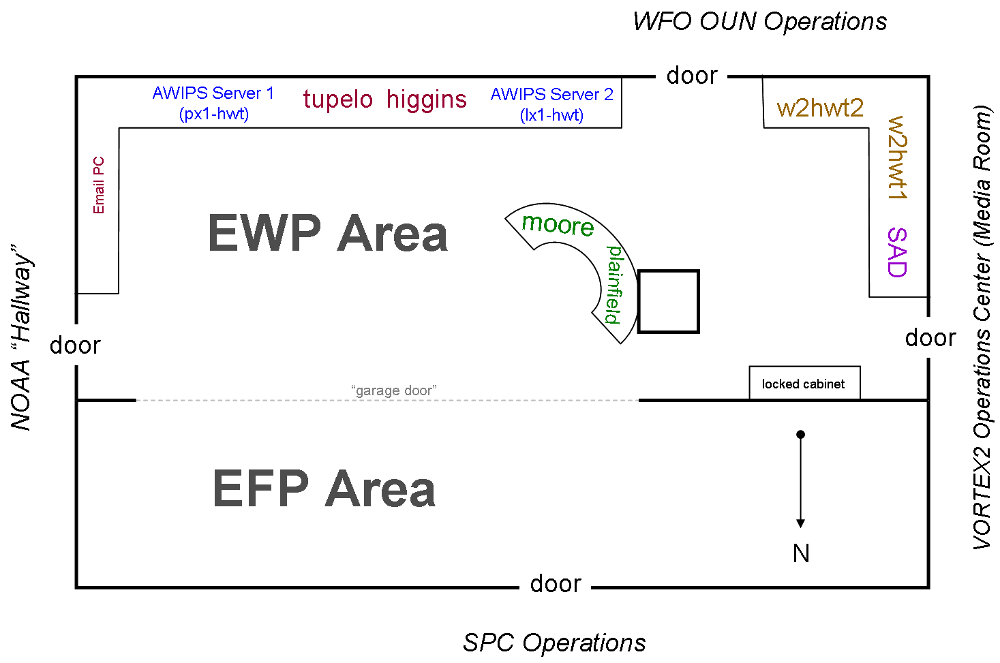 WFO OUN Operations
door
AWIPS Server 1
(px1-hwt)
tupelo higgins
AWIPS Server 2
(lx1-hwt)
w2hwt2
w2hwt1
SAD
Email PC
EWP Area
moore
plainfield
NOAA “Hallway”
door
door
VORTEX2 Operations Center (Media Room)
“garage door”
locked cabinet
EFP Area
N
door
SPC Operations